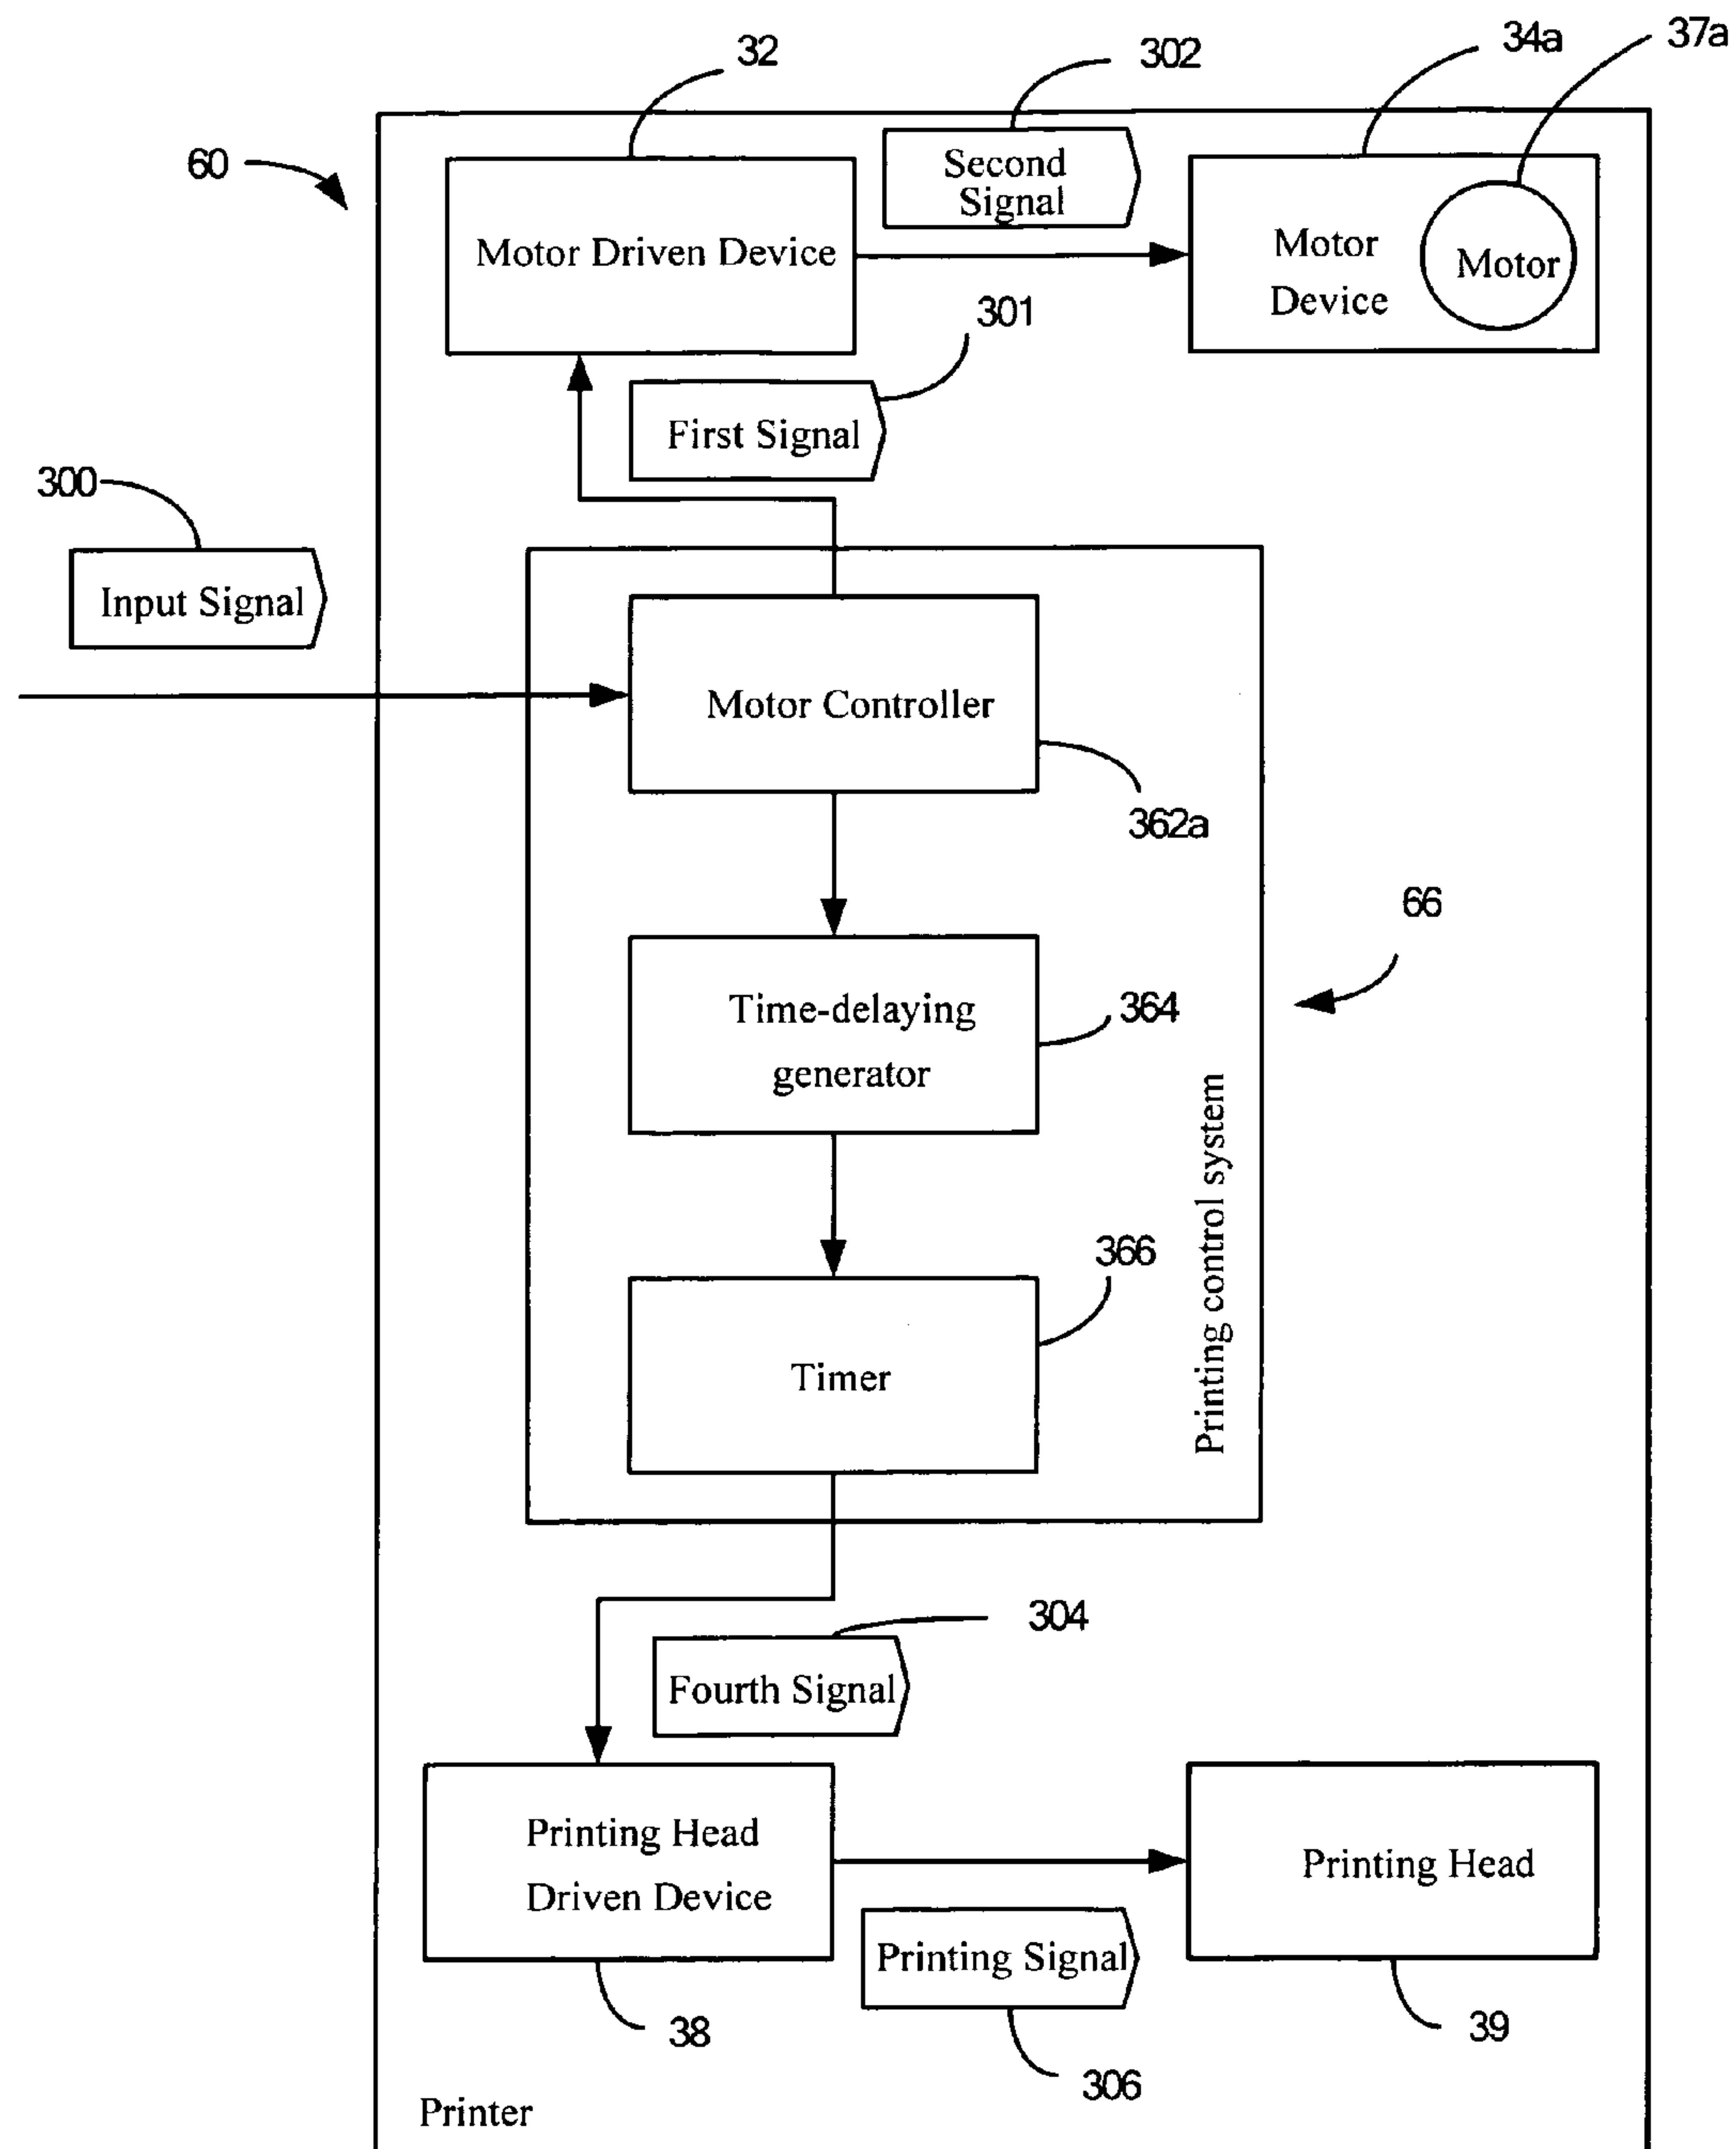 32
302
34a
37a
60
Second
Signal
Motor Driven Device
Motor
Device
Motor
301
First Signal
300
Input Signal
Motor Controller
362a
66
Time-delaying
generator
364
Printing control system
366
Timer
304
Fourth Signal
Printing Head
Driven Device
Printing Head
Printing Signal
38
39
306
Printer